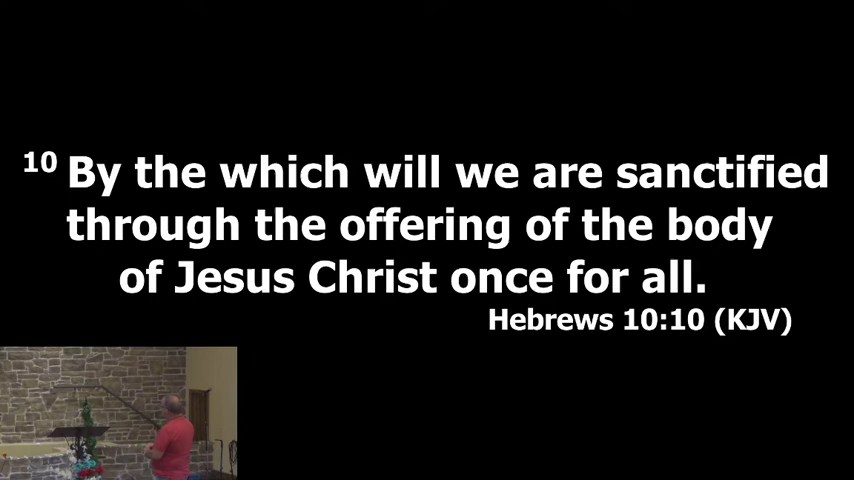 10 By the which will we are sanctified
through the offering of the body
of Jesus Christ once for all.
Hebrews 10:10 (KJV)